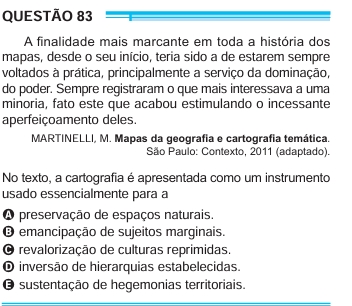 QUESTÃO 83
A finalidade mais marcante em toda a história dos
mapas, desde o seu início, teria sido a de estarem sempre
voltados à prática, principalmente a serviço da dominação,
do poder. Sempre registraram o que mais interessava a uma
minoria, fato este que acabou estimulando o incessante
aperfeiçoamento deles.
MARTINELLI, M. Mapas da geografia e cartografia temática.
São Paulo: Contexto, 2011 (adaptado).
No texto, a cartografia é apresentada como um instrumento
usado essencialmente para a
A preservação de espaços naturais.
B emancipação de sujeitos marginais.
C revalorização de culturas reprimidas.
D inversão de hierarquias estabelecidas.
E sustentação de hegemonias territoriais.